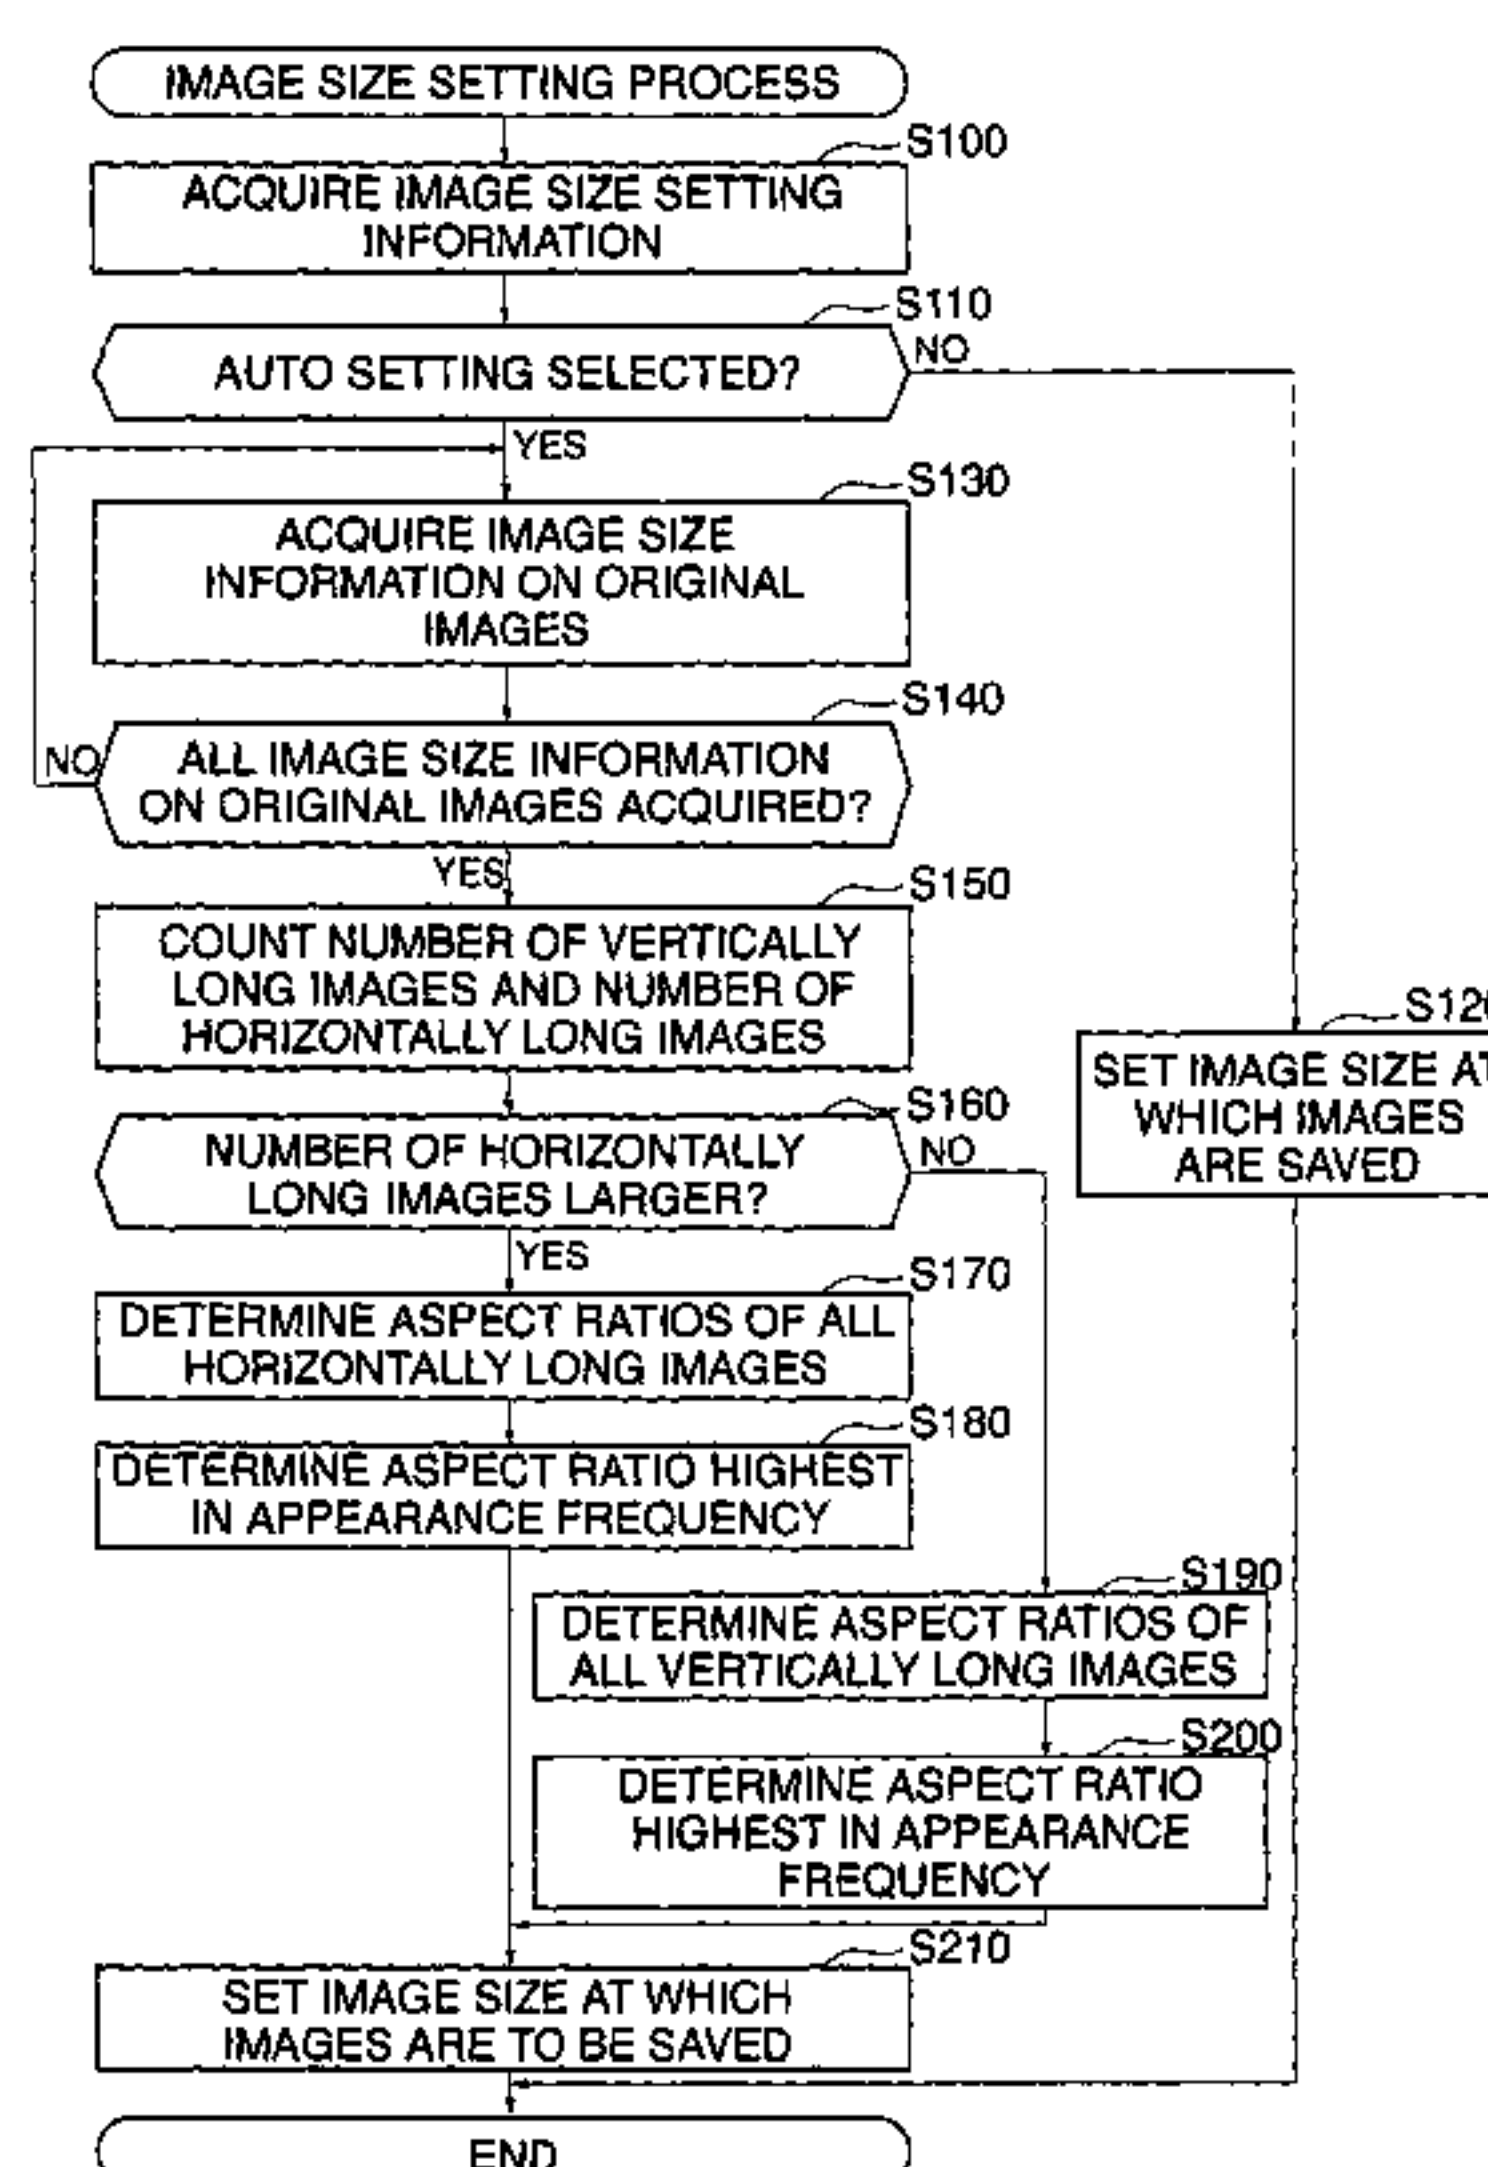 IMAGE SIZE SETTING PROCESS
S100
ACQUIRE IMAGE SIZE SETTING
INFORMATION
S110
AUTO SETTING SELECTED?
NO
YES
S130
ACQUIRE IMAGE SIZE
INFORMATION ON ORIGINAL
IMAGES
S140
NO
ALL IMAGE SIZE INFORMATION
ON ORIGINAL IMAGES ACQUIRED?
YES
S150
COUNT NUMBER OF VERTICALLY
LONG IMAGES AND NUMBER OF
HORIZONTALLY LONG IMAGES
S120
SET IMAGE SIZE AT
WHICH IMAGES
ARE SAVED
S160
NUMBER OF HORIZONTALLY
LONG IMAGES LARGER?
NO
YES
S170
DETERMINE ASPECT RATIOS OF ALL
HORIZONTALLY LONG IMAGES
S180
DETERMINE ASPECT RATIO HIGHEST
IN APPEARANCE FREQUENCY
S190
DETERMINE ASPECT RATIOS OF
ALL VERTICALLY LONG IMAGES
S200
DETERMINE ASPECT RATIO
HIGHEST IN APPEARANCE
FREQUENCY
S210
SET IMAGE SIZE AT WHICH
IMAGES ARE TO BE SAVED
END